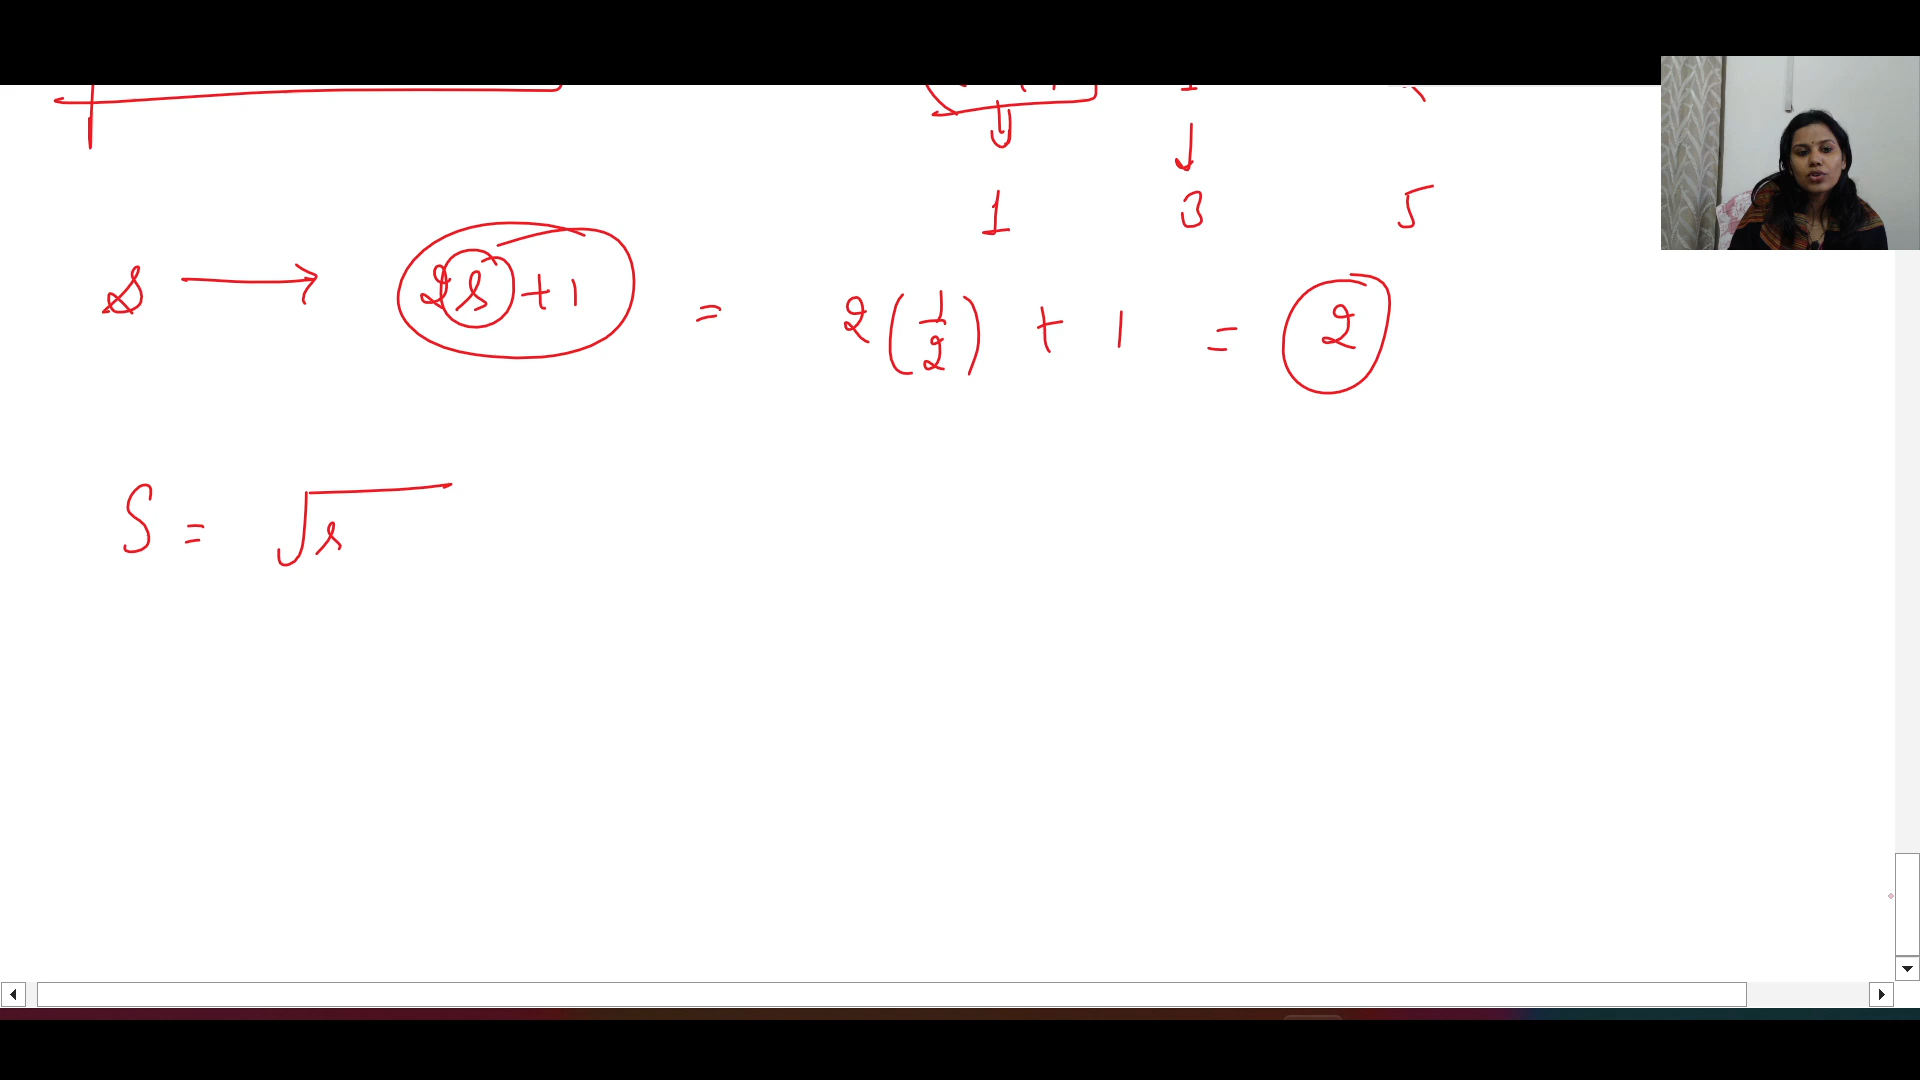 1 3 5
s → 2s + 1 = 2(1/2) + 1 = 2
S = √s